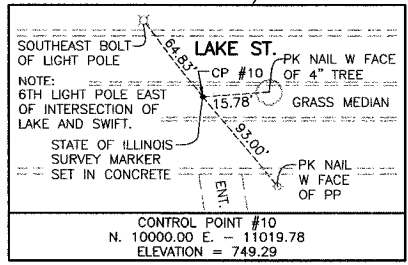 SOUTHEAST BOLT
OF LIGHT POLE
64.83'
LAKE ST.
CP #10
PK NAIL W FACE
OF 4" TREE
NOTE:
6TH LIGHT POLE EAST
OF INTERSECTION OF
LAKE AND SWIFT.
15.78'
GRASS MEDIAN
93.00'
STATE OF ILLINOIS
SURVEY MARKER
SET IN CONCRETE
PK NAIL
W FACE
OF PP
ENT.
CONTROL POINT #10
N. 10000.00 E. - 11019.78
ELEVATION = 749.29